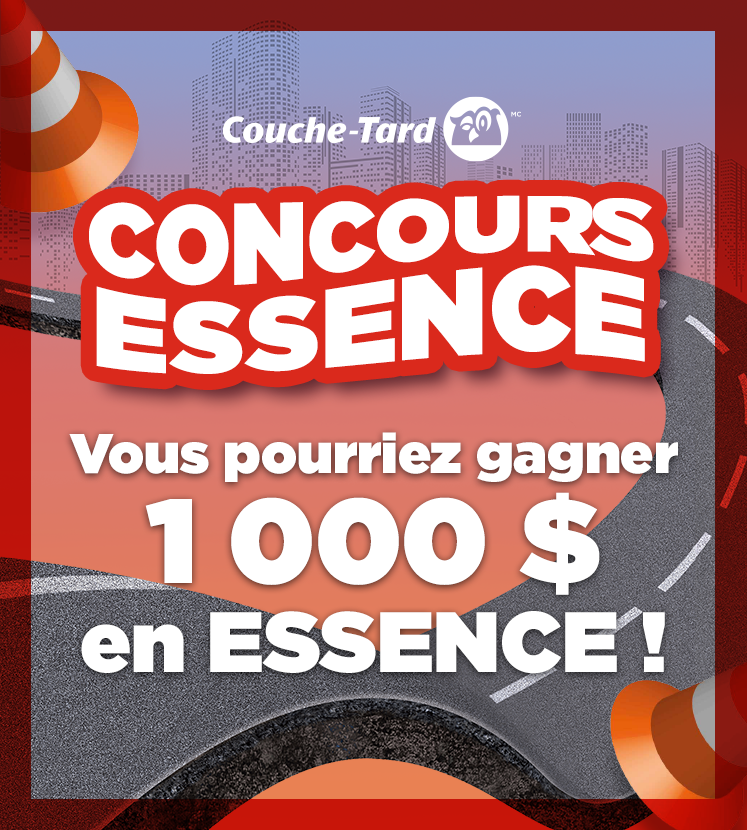 Couche-Tard MC
CONCOURS
ESSENCE
Vous pourriez gagner
1 000 $
en ESSENCE !